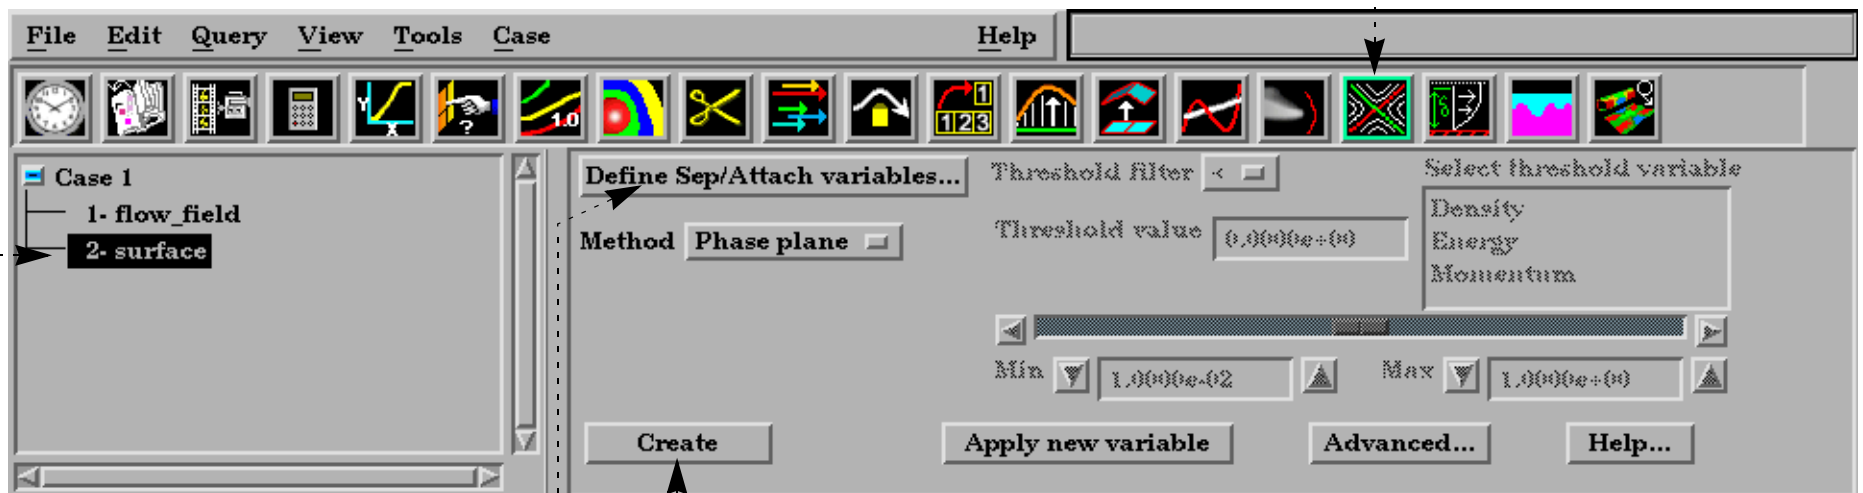 File Edit Query View Tools Case Help
Y X ? 1.0 1 123 δ
Case 1
1- flow_field
2- surface
Define Sep/Attach variables...
Method Phase plane
Threshold filter <
Threshold value 0.0000e+00
Select threshold variable
Density
Energy
Momentum
Min 1.0000e-02 Max 1.0000e+00
Create Apply new variable Advanced... Help...